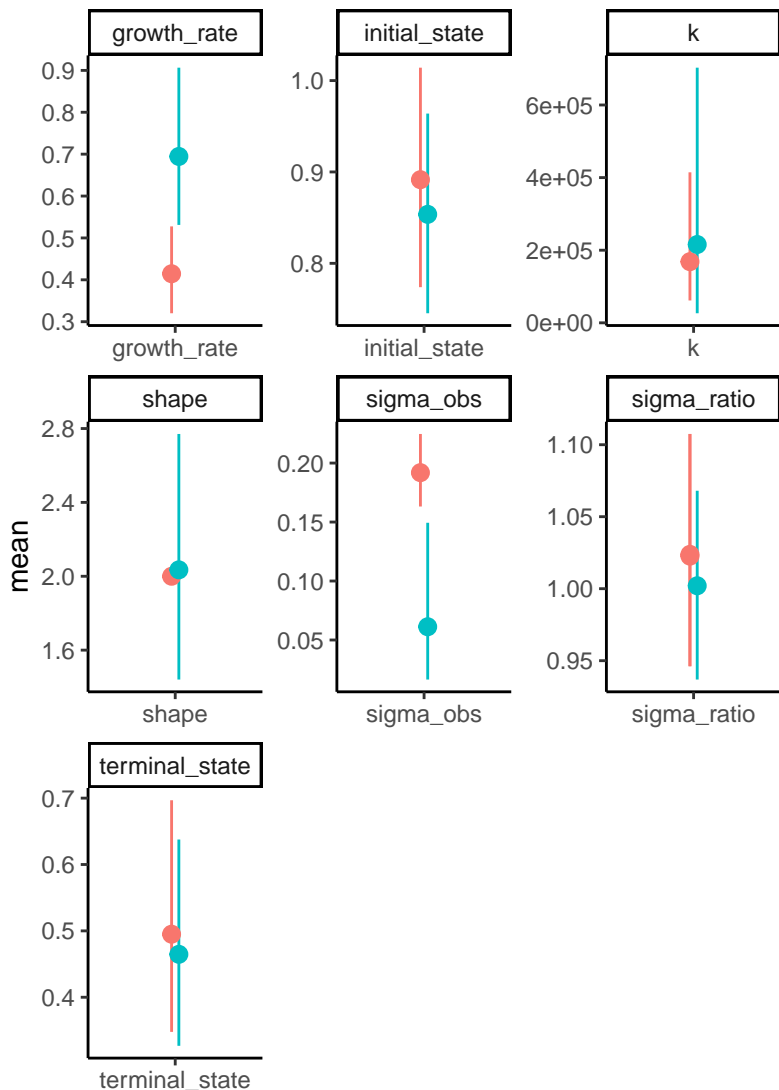 growth_rate
initial_state
k
0.9
0.8
0.7
0.6
0.5
0.4
0.3
1.0
0.9
0.8
6e+05
4e+05
2e+05
0e+00
growth_rate
initial_state
k
shape
sigma_obs
sigma_ratio
mean
2.8
2.4
2.0
1.6
0.20
0.15
0.10
0.05
1.10
1.05
1.00
0.95
shape
sigma_obs
sigma_ratio
terminal_state
0.7
0.6
0.5
0.4
terminal_state